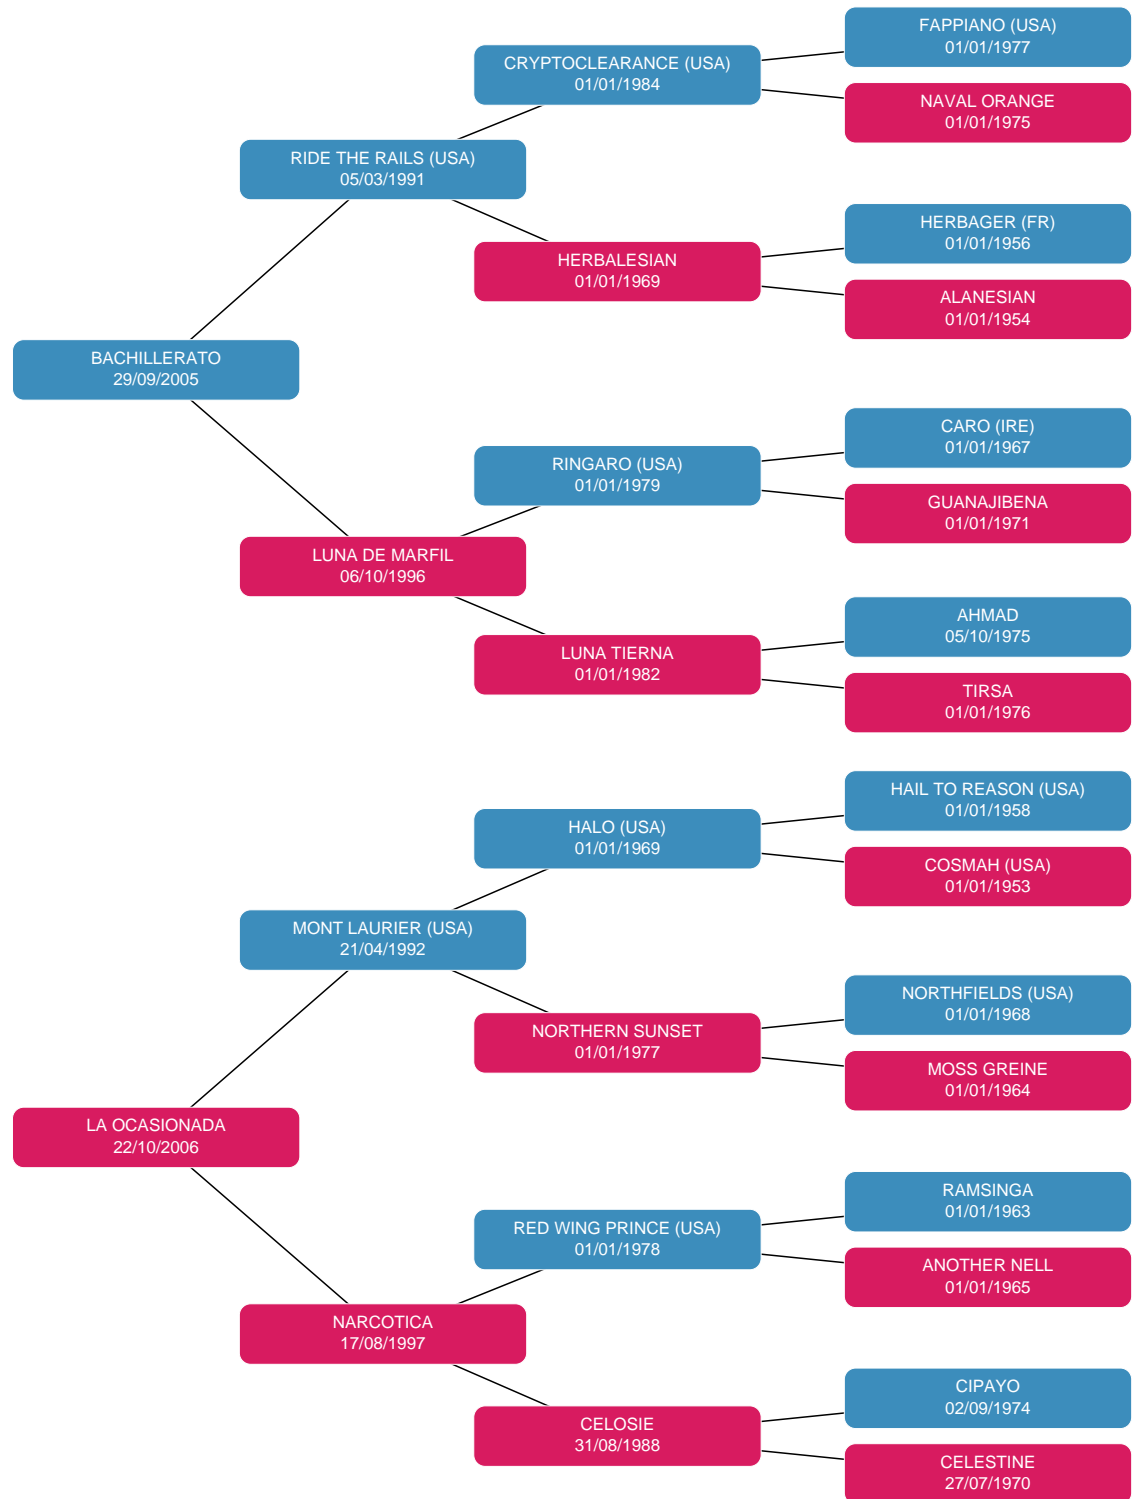 FAPPIANO (USA)
01/01/1977
CRYPTOCLEARANCE (USA)
01/01/1984
NAVAL ORANGE
01/01/1975
RIDE THE RAILS (USA)
05/03/1991
HERBAGER (FR)
01/01/1956
HERBALESIAN
01/01/1969
ALANESIAN
01/01/1954
BACHILLERATO
29/09/2005
CARO (IRE)
01/01/1967
RINGARO (USA)
01/01/1979
GUANAJIBENA
01/01/1971
LUNA DE MARFIL
06/10/1996
AHMAD
05/10/1975
LUNA TIERNA
01/01/1982
TIRSA
01/01/1976
HAIL TO REASON (USA)
01/01/1958
HALO (USA)
01/01/1969
COSMAH (USA)
01/01/1953
MONT LAURIER (USA)
21/04/1992
NORTHFIELDS (USA)
01/01/1968
NORTHERN SUNSET
01/01/1977
MOSS GREINE
01/01/1964
LA OCASIONADA
22/10/2006
RAMSINGA
01/01/1963
RED WING PRINCE (USA)
01/01/1978
ANOTHER NELL
01/01/1965
NARCOTICA
17/08/1997
CIPAYO
02/09/1974
CELOSIE
31/08/1988
CELESTINE
27/07/1970